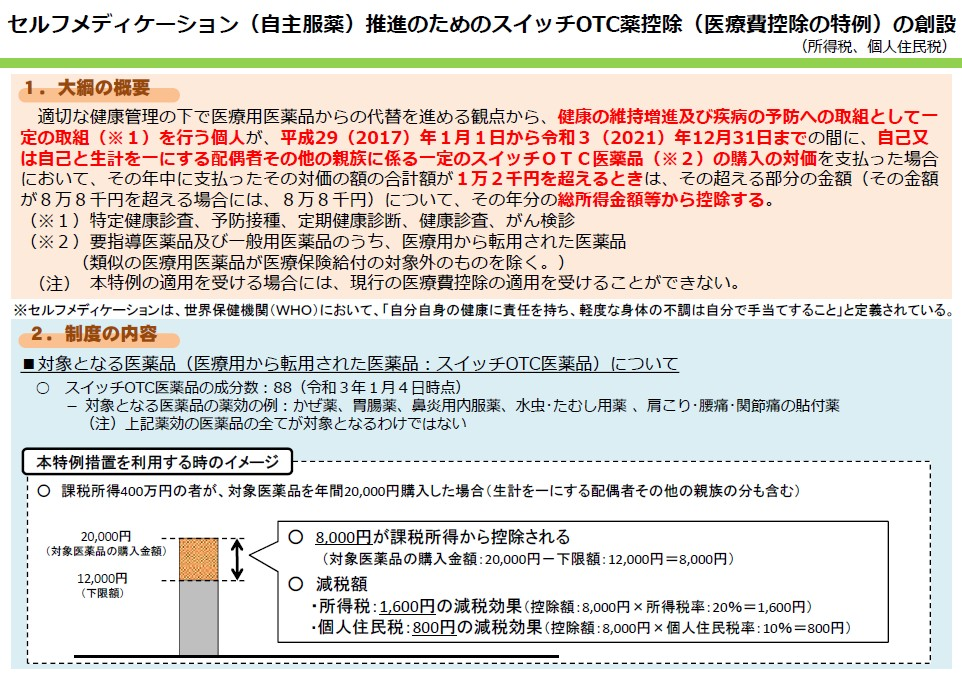 セルフメディケーション（自主服薬）推進のためのスイッチOTC薬控除（医療費控除の特例）の創設
（所得税、個人住民税）
１．大綱の概要
適切な健康管理の下で医療用医薬品からの代替を進める観点から、健康の維持増進及び疾病の予防への取組として一
定の取組（※１）を行う個人が、平成29（2017）年１月１日から令和３（2021）年12月31日までの間に、自己又
は自己と生計を一にする配偶者その他の親族に係る一定のスイッチＯＴＣ医薬品（※２）の購入の対価を支払った場合
において、その年中に支払ったその対価の額の合計額が１万２千円を超えるときは、その超える部分の金額（その金額
が８万８千円を超える場合には、８万８千円）について、その年分の総所得金額等から控除する。
（※１）特定健康診査、予防接種、定期健康診断、健康診査、がん検診
（※２）要指導医薬品及び一般用医薬品のうち、医療用から転用された医薬品
（類似の医療用医薬品が医療保険給付の対象外のものを除く。）
（注） 本特例の適用を受ける場合には、現行の医療費控除の適用を受けることができない。
※セルフメディケーションは、世界保健機関（WHO）において、「自分自身の健康に責任を持ち、軽度な身体の不調は自分で手当てすること」と定義されている。
２．制度の内容
■対象となる医薬品（医療用から転用された医薬品：スイッチOTC医薬品）について
○ スイッチOTC医薬品の成分数：88（令和３年１月４日時点）
－ 対象となる医薬品の薬効の例：かぜ薬、胃腸薬、鼻炎用内服薬、水虫・たむし用薬 、肩こり・腰痛・関節痛の貼付薬
（注）上記薬効の医薬品の全てが対象となるわけではない
本特例措置を利用する時のイメージ
○ 課税所得400万円の者が、対象医薬品を年間20,000円購入した場合（生計を一にする配偶者その他の親族の分も含む）
20,000円
（対象医薬品の購入金額）
12,000円
（下限額）
○ 8,000円が課税所得から控除される
（対象医薬品の購入金額：20,000円－下限額：12,000円＝8,000円）
○ 減税額
・所得税：1,600円の減税効果（控除額：8,000円×所得税率：20％＝1,600円）
・個人住民税：800円の減税効果（控除額：8,000円×個人住民税率：10％＝800円）